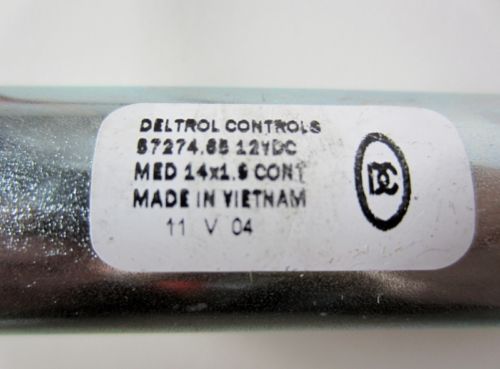 DELTROL CONTROLS
57274.65 12VDC
MED 14x1.5 CONT
MADE IN VIETNAM
11 V 04
DC